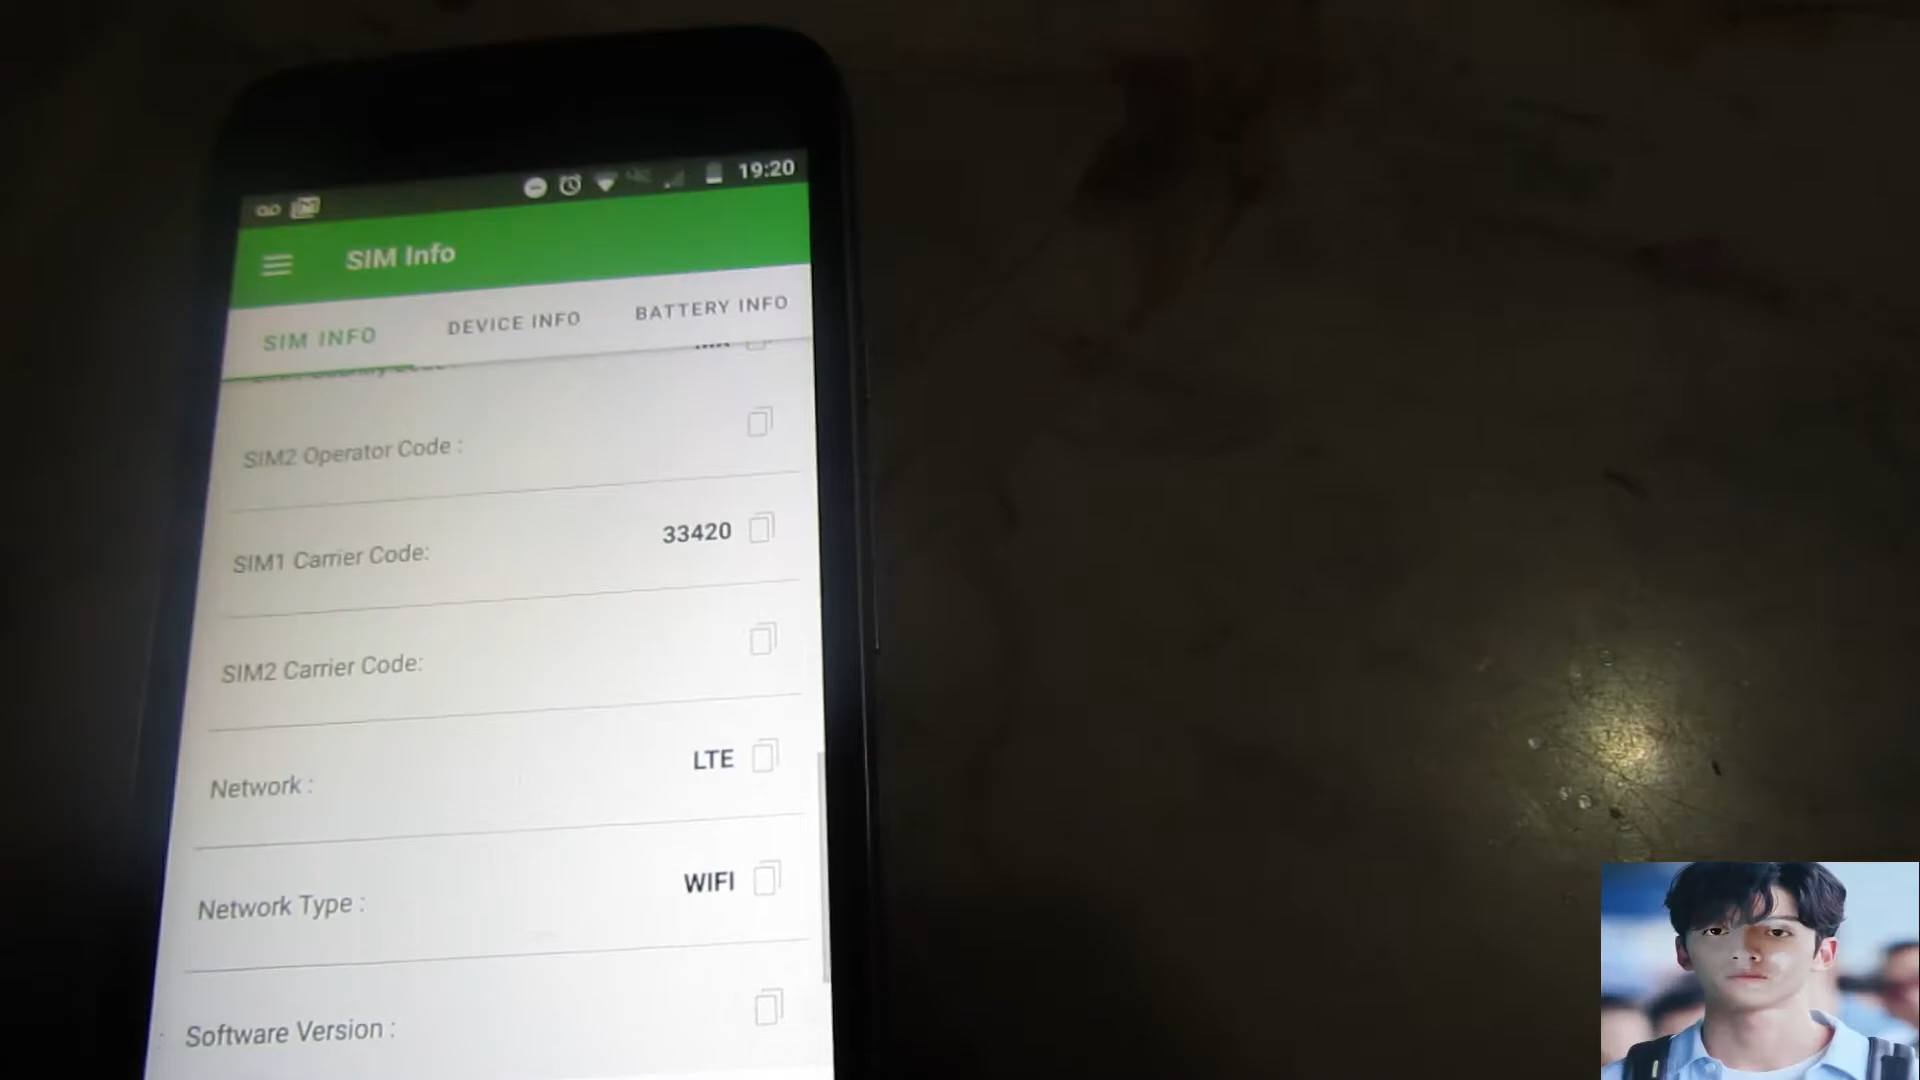 19:20
SIM Info
SIM INFO DEVICE INFO BATTERY INFO
SIM2 Operator Code :
SIM1 Carrier Code: 33420
SIM2 Carrier Code:
Network : LTE
Network Type : WIFI
Software Version :